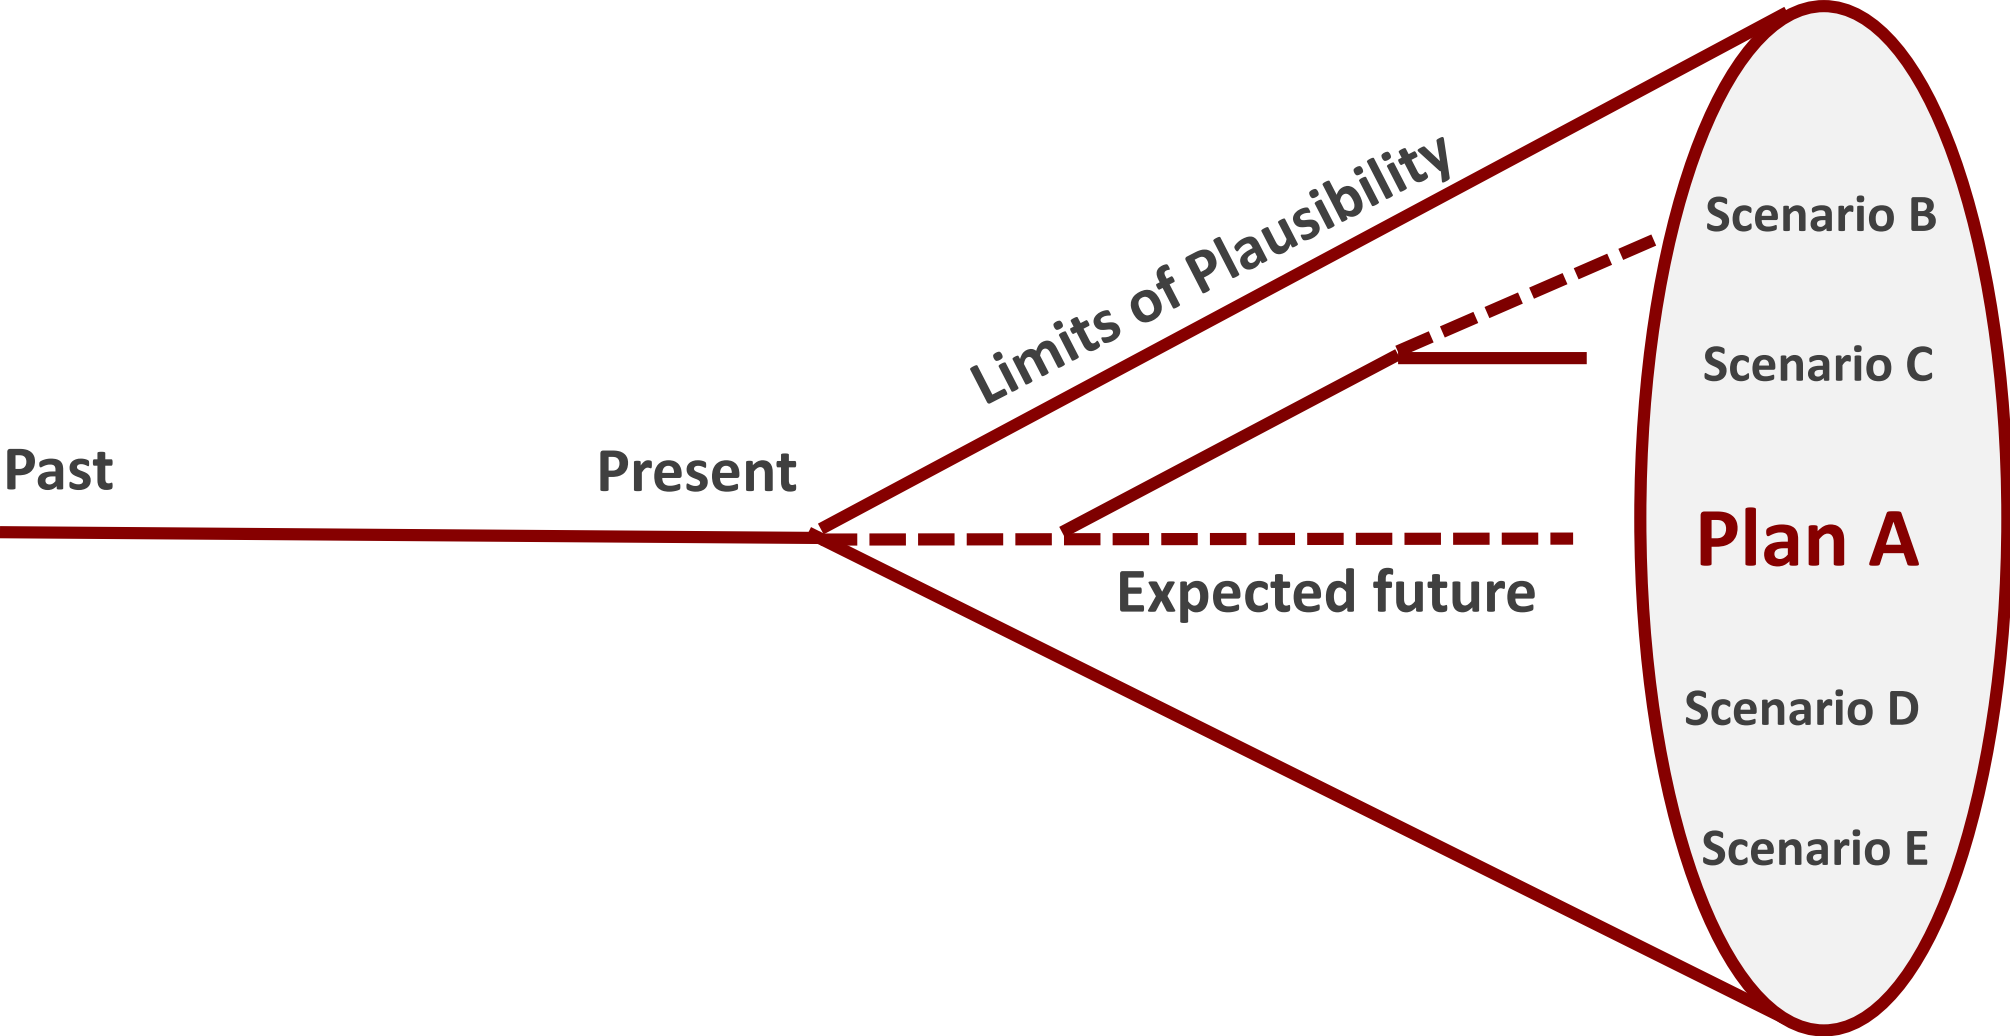 Limits of Plausibility
Scenario B
Scenario C
Past
Present
Plan A
Expected future
Scenario D
Scenario E